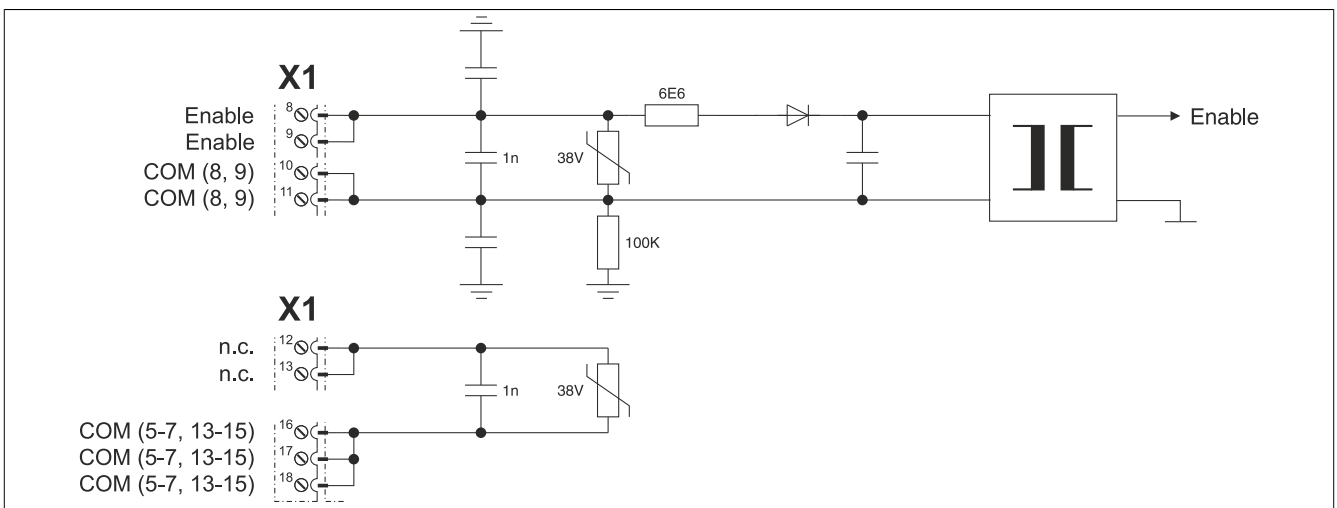 X1
Enable 8
Enable 9
COM (8, 9) 10
COM (8, 9) 11
1n
38V
6E6
100K
Enable
X1
n.c. 12
n.c. 13
1n
38V
COM (5-7, 13-15) 16
COM (5-7, 13-15) 17
COM (5-7, 13-15) 18